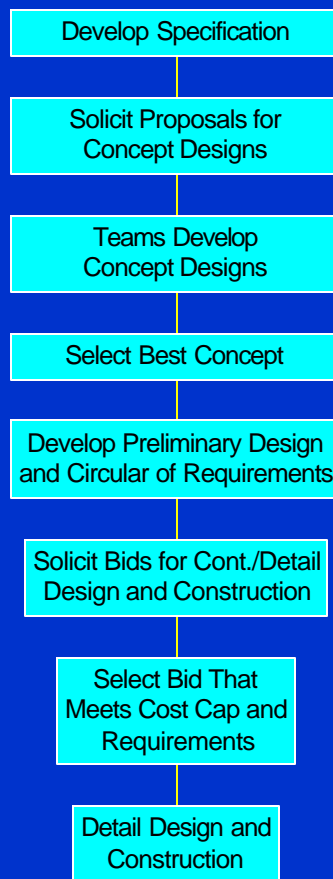 Develop Specification
Solicit Proposals for
Concept Designs
Teams Develop
Concept Designs
Select Best Concept
Develop Preliminary Design
and Circular of Requirements
Solicit Bids for Cont./Detail
Design and Construction
Select Bid That
Meets Cost Cap and
Requirements
Detail Design and
Construction